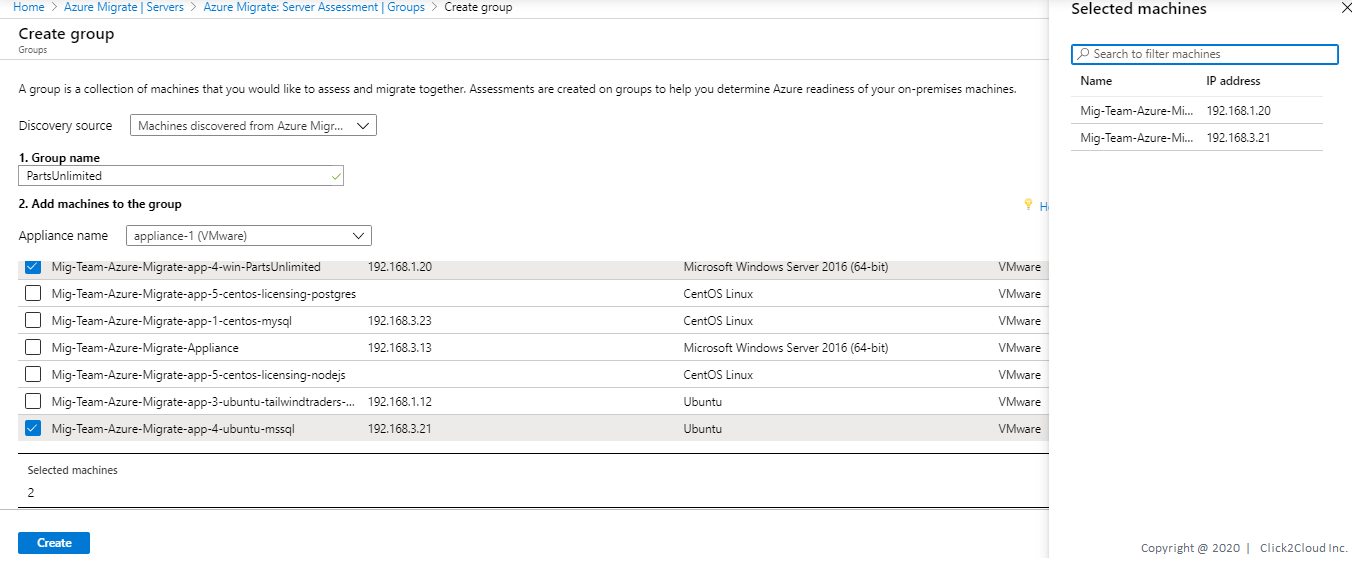 Home > Azure Migrate | Servers > Azure Migrate: Server Assessment | Groups > Create group
Create group
Groups
A group is a collection of machines that you would like to assess and migrate together. Assessments are created on groups to help you determine Azure readiness of your on-premises machines.
Discovery source Machines discovered from Azure Migr...
1. Group name
PartsUnlimited
2. Add machines to the group
Appliance name appliance-1 (VMware)
Mig-Team-Azure-Migrate-app-4-win-PartsUnlimited 192.168.1.20 Microsoft Windows Server 2016 (64-bit) VMware
Mig-Team-Azure-Migrate-app-5-centos-licensing-postgres CentOS Linux VMware
Mig-Team-Azure-Migrate-app-1-centos-mysql 192.168.3.23 CentOS Linux VMware
Mig-Team-Azure-Migrate-Appliance 192.168.3.13 Microsoft Windows Server 2016 (64-bit) VMware
Mig-Team-Azure-Migrate-app-5-centos-licensing-nodejs CentOS Linux VMware
Mig-Team-Azure-Migrate-app-3-ubuntu-tailwindtraders-... 192.168.1.12 Ubuntu VMware
Mig-Team-Azure-Migrate-app-4-ubuntu-mssql 192.168.3.21 Ubuntu VMware
Selected machines
2
Create
Selected machines
Search to filter machines
Name IP address
Mig-Team-Azure-Mi... 192.168.1.20
Mig-Team-Azure-Mi... 192.168.3.21
Copyright @ 2020 | Click2Cloud Inc.